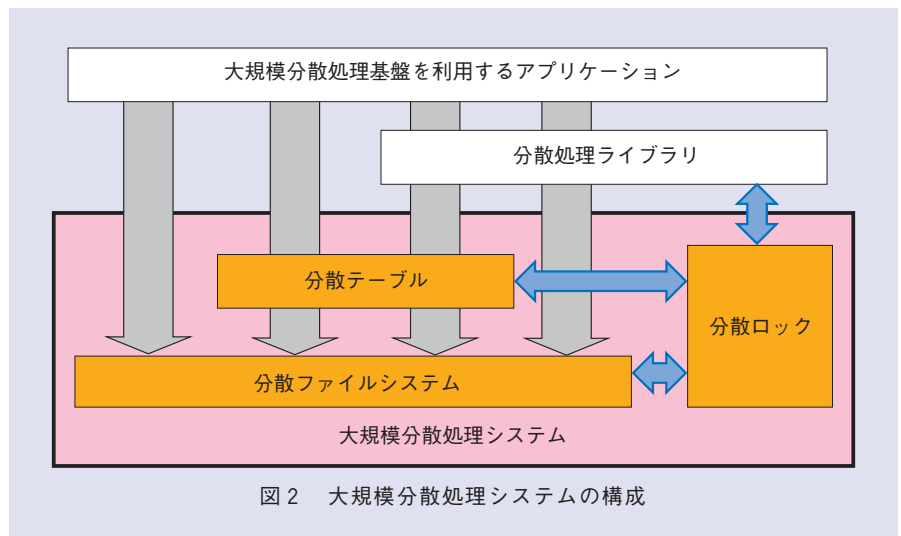 大規模分散処理基盤を利用するアプリケーション
分散処理ライブラリ
分散テーブル
分散ロック
分散ファイルシステム
大規模分散処理システム
図2 大規模分散処理システムの構成